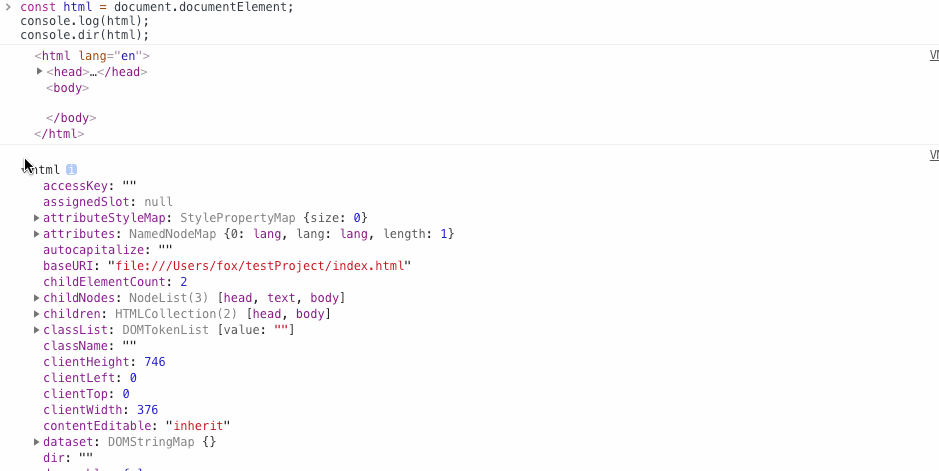 const html = document.documentElement;
console.log(html);
console.dir(html);
<html lang="en">
<head>…</head>
<body>
</body>
</html>
html i
accessKey: ""
assignedSlot: null
attributeStyleMap: StylePropertyMap {size: 0}
attributes: NamedNodeMap {0: lang, lang: lang, length: 1}
autocapitalize: ""
baseURI: "file:///Users/fox/testProject/index.html"
childElementCount: 2
childNodes: NodeList(3) [head, text, body]
children: HTMLCollection(2) [head, body]
classList: DOMTokenList [value: ""]
className: ""
clientHeight: 746
clientLeft: 0
clientTop: 0
clientWidth: 376
contentEditable: "inherit"
dataset: DOMStringMap {}
dir: ""